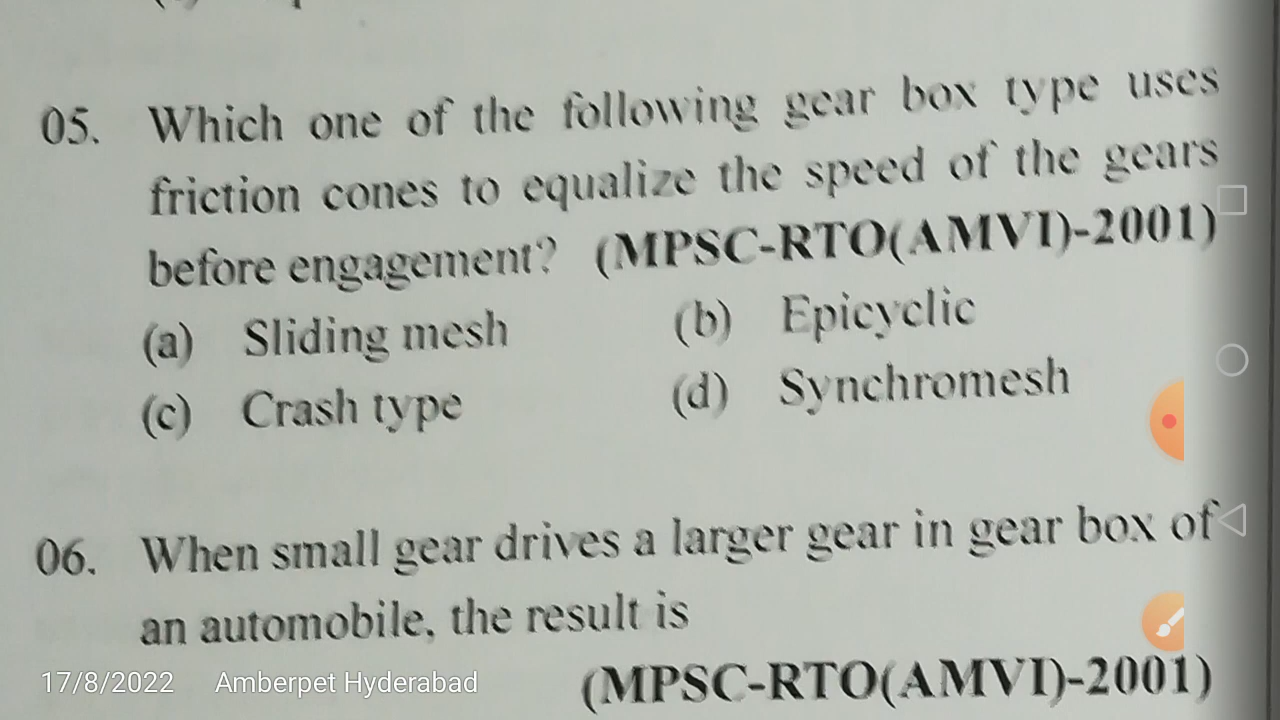 05. Which one of the following gear box type uses
friction cones to equalize the speed of the gears
before engagement? (MPSC-RTO(AMVI)-2001)
(a) Sliding mesh (b) Epicyclic
(c) Crash type (d) Synchromesh
06. When small gear drives a larger gear in gear box of
an automobile, the result is
(MPSC-RTO(AMVI)-2001)
17/8/2022 Amberpet Hyderabad